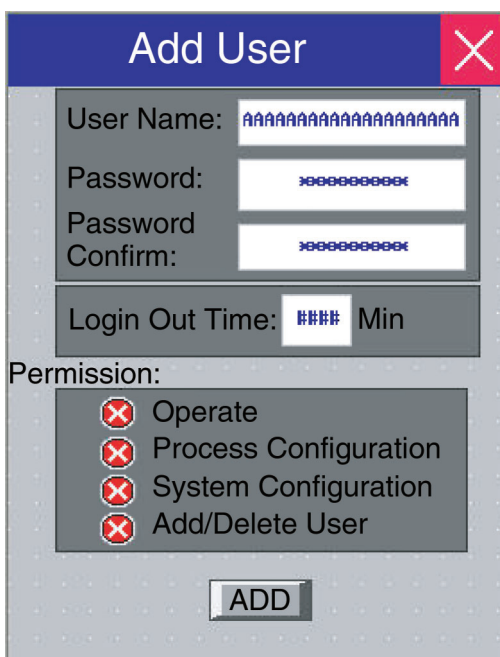 Add User
User Name: AAAAAAAAAAAAAAAAAAAA
Password: **********
Password
Confirm: **********
Login Out Time: #### Min
Permission:
Operate
Process Configuration
System Configuration
Add/Delete User
ADD